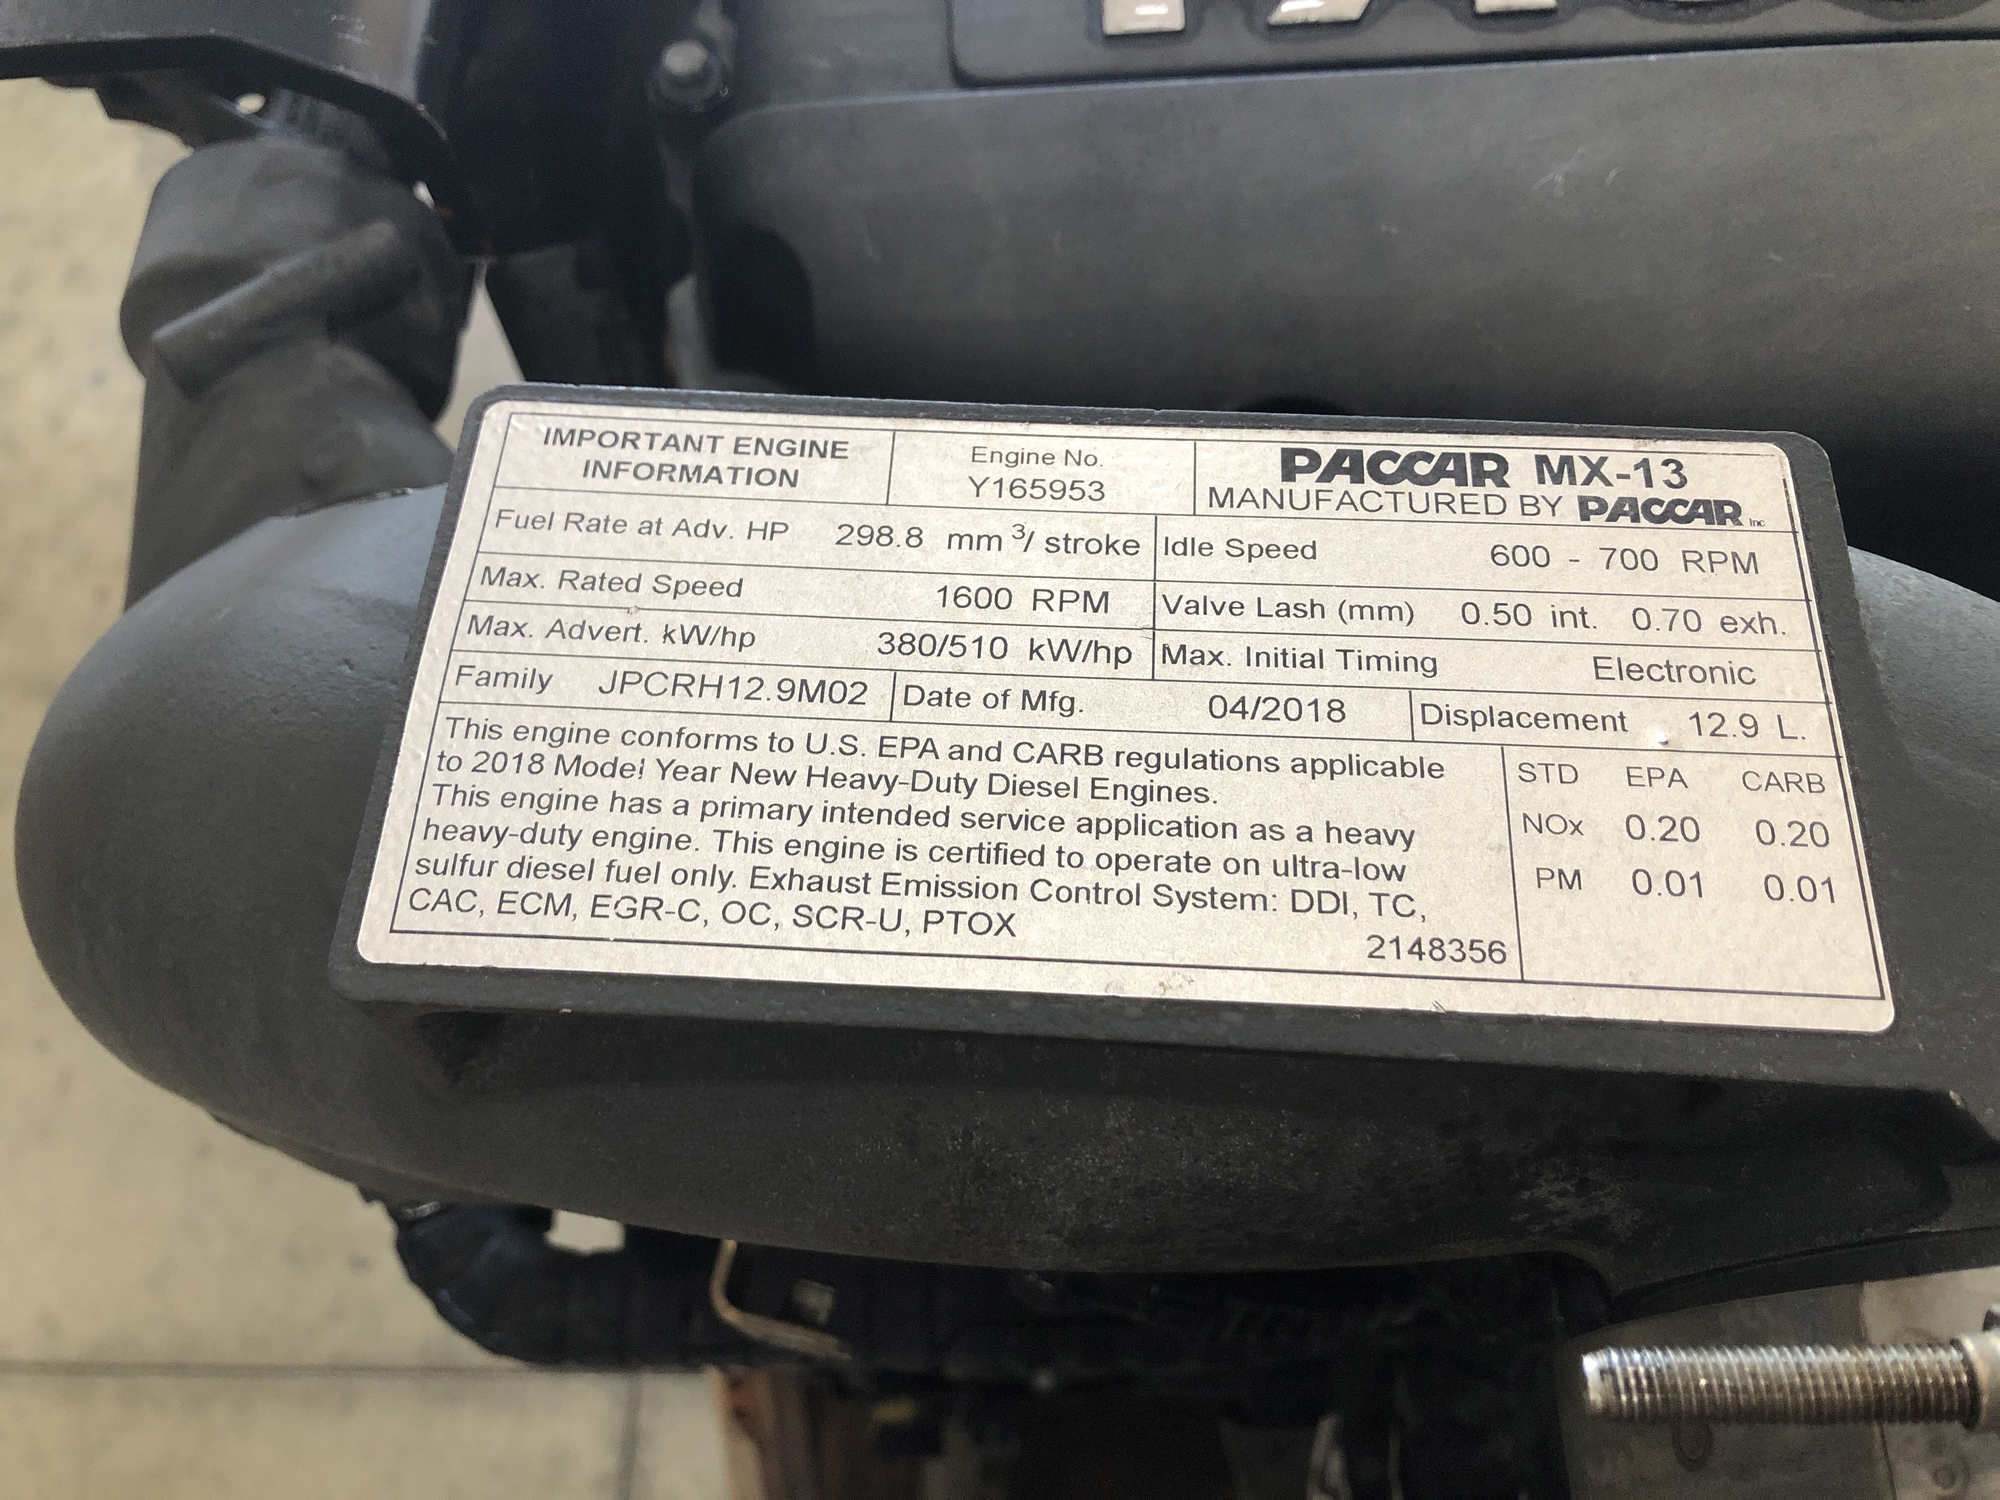 IMPORTANT ENGINE
INFORMATION
Engine No.
Y165953
PACCAR MX-13
MANUFACTURED BY PACCAR Inc
Fuel Rate at Adv. HP 298.8 mm3/ stroke
Idle Speed 600 - 700 RPM
Max. Rated Speed 1600 RPM
Valve Lash (mm) 0.50 int. 0.70 exh.
Max. Advert. kW/hp 380/510 kW/hp
Max. Initial Timing Electronic
Family JPCRH12.9M02
Date of Mfg. 04/2018
Displacement 12.9 L.
This engine conforms to U.S. EPA and CARB regulations applicable
to 2018 Model Year New Heavy-Duty Diesel Engines.
This engine has a primary intended service application as a heavy
heavy-duty engine. This engine is certified to operate on ultra-low
sulfur diesel fuel only. Exhaust Emission Control System: DDI, TC,
CAC, ECM, EGR-C, OC, SCR-U, PTOX
2148356
STD EPA CARB
NOx 0.20 0.20
PM 0.01 0.01